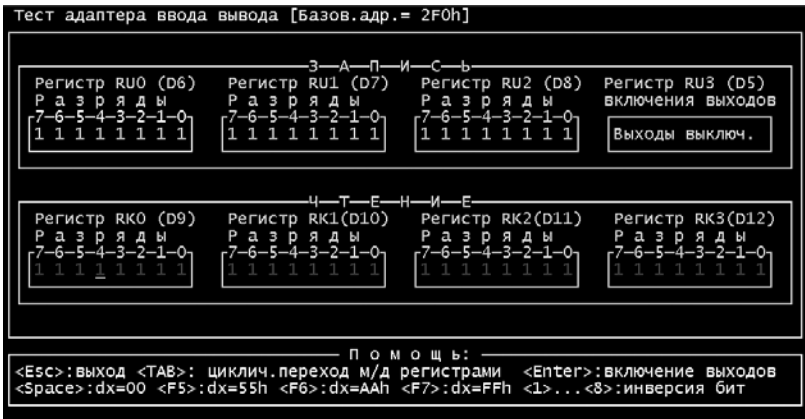 Тест адаптера ввода вывода [Базов.адр.= 2F0h]
З—А—П—И—С—Ь
Регистр RU0 (D6) Регистр RU1 (D7) Регистр RU2 (D8) Регистр RU3 (D5)
Р а з р я д ы Р а з р я д ы Р а з р я д ы включения выходов
7-6-5-4-3-2-1-0 7-6-5-4-3-2-1-0 7-6-5-4-3-2-1-0
1 1 1 1 1 1 1 1 1 1 1 1 1 1 1 1 1 1 1 1 1 1 1 1 Выходы выключ.
Ч—Т—Е—Н—И—Е
Регистр RK0 (D9) Регистр RK1(D10) Регистр RK2(D11) Регистр RK3(D12)
Р а з р я д ы Р а з р я д ы Р а з р я д ы Р а з р я д ы
7-6-5-4-3-2-1-0 7-6-5-4-3-2-1-0 7-6-5-4-3-2-1-0 7-6-5-4-3-2-1-0
1 1 1 1 1 1 1 1 1 1 1 1 1 1 1 1 1 1 1 1 1 1 1 1 1 1 1 1 1 1 1 1
П о м о щ ь:
<Esc>:выход <TAB>: циклич.переход м/д регистрами <Enter>:включение выходов
<Space>:dx=00 <F5>:dx=55h <F6>:dx=AAh <F7>:dx=FFh <1>...<8>:инверсия бит